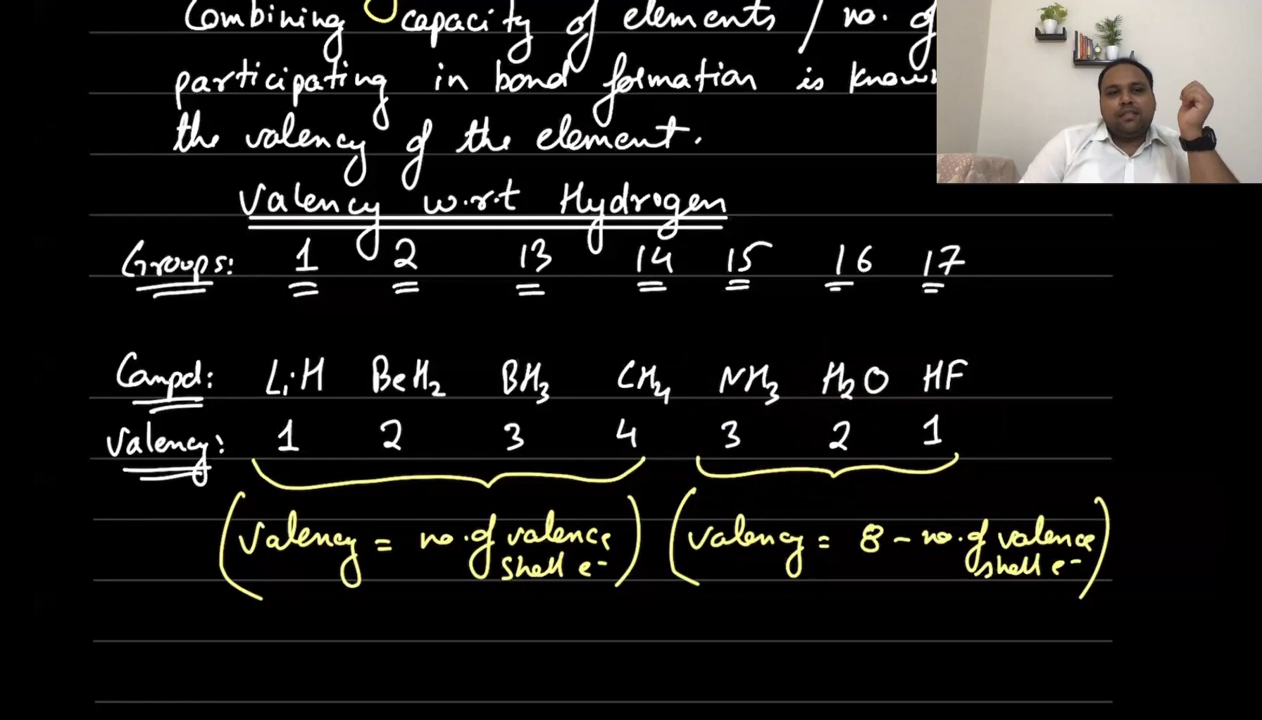 Combining capacity of elements / no. of
participating in bond formation is known
the valency of the element.
Valency w.r.t Hydrogen
Groups: 1 2 13 14 15 16 17
Compd: LiH BeH₂ BH₃ CH₄ NH₃ H₂O HF
Valency: 1 2 3 4 3 2 1
(Valency = no. of valence shell e-) (Valency = 8 - no. of valence shell e-)